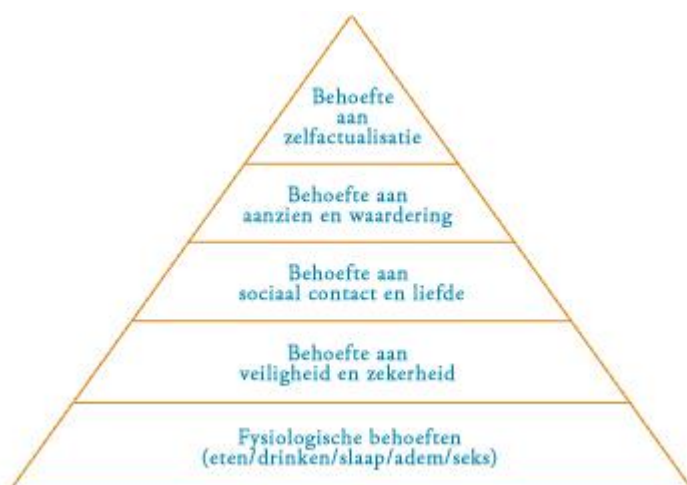 Behoefte
aan
zelfactualisatie
Behoefte aan
aanzien en waardering
Behoefte aan
sociaal contact en liefde
Behoefte aan
veiligheid en zekerheid
Fysiologische behoeften
(eten/drinken/slaap/adem/seks)